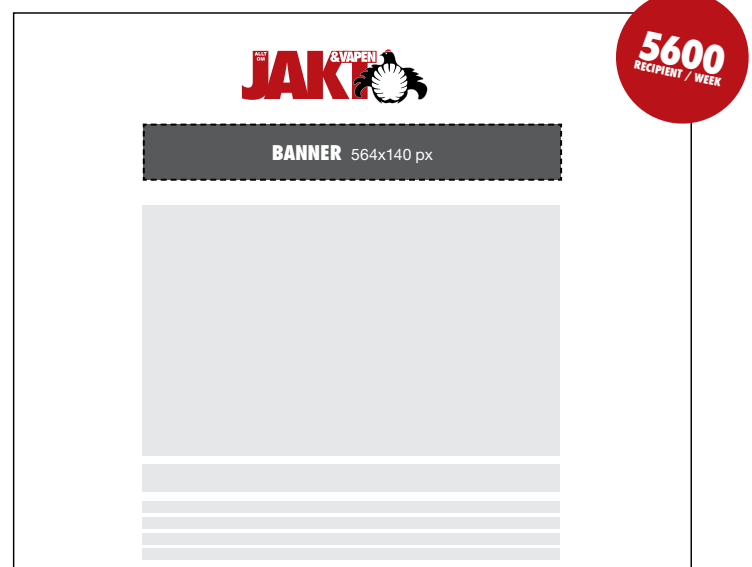 ALLT
OM
JAKT
&VAPEN
5600
RECIPIENT / WEEK
BANNER 564x140 px